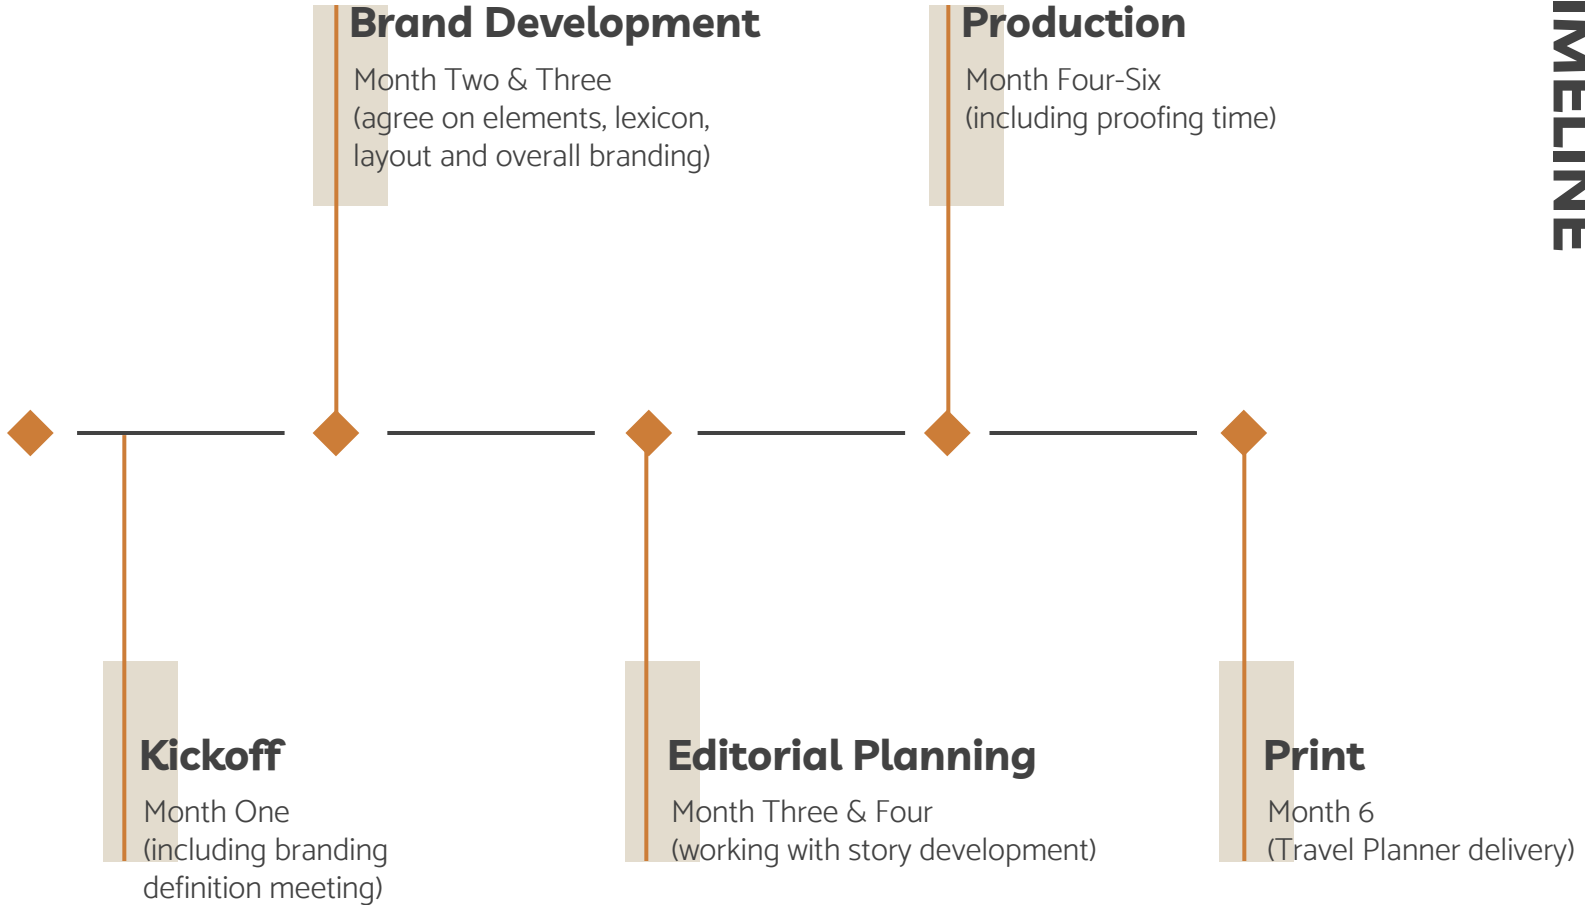 Brand Development
Month Two & Three
(agree on elements, lexicon,
layout and overall branding)
Production
Month Four-Six
(including proofing time)
IMELINE
Kickoff
Month One
(including branding
definition meeting)
Editorial Planning
Month Three & Four
(working with story development)
Print
Month 6
(Travel Planner delivery)